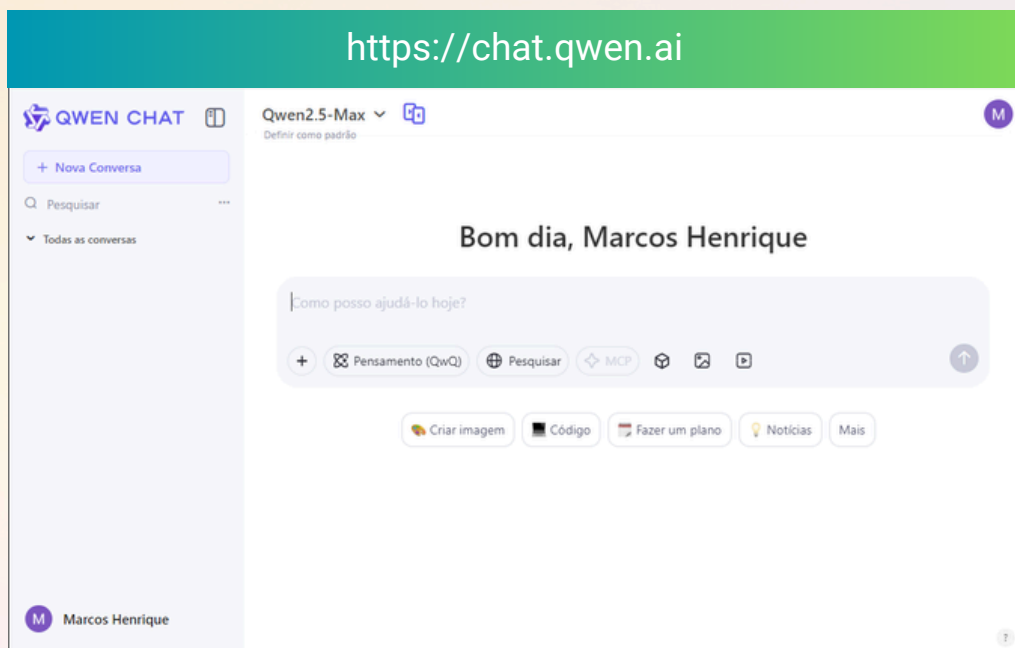 https://chat.qwen.ai
QWEN CHAT
Qwen2.5-Max
M
Definir como padrão
+ Nova Conversa
Pesquisar ...
Todas as conversas
Bom dia, Marcos Henrique
Como posso ajudá-lo hoje?
+ Pensamento (QwQ) Pesquisar MCP
Criar imagem Código Fazer um plano Notícias Mais
M Marcos Henrique
?